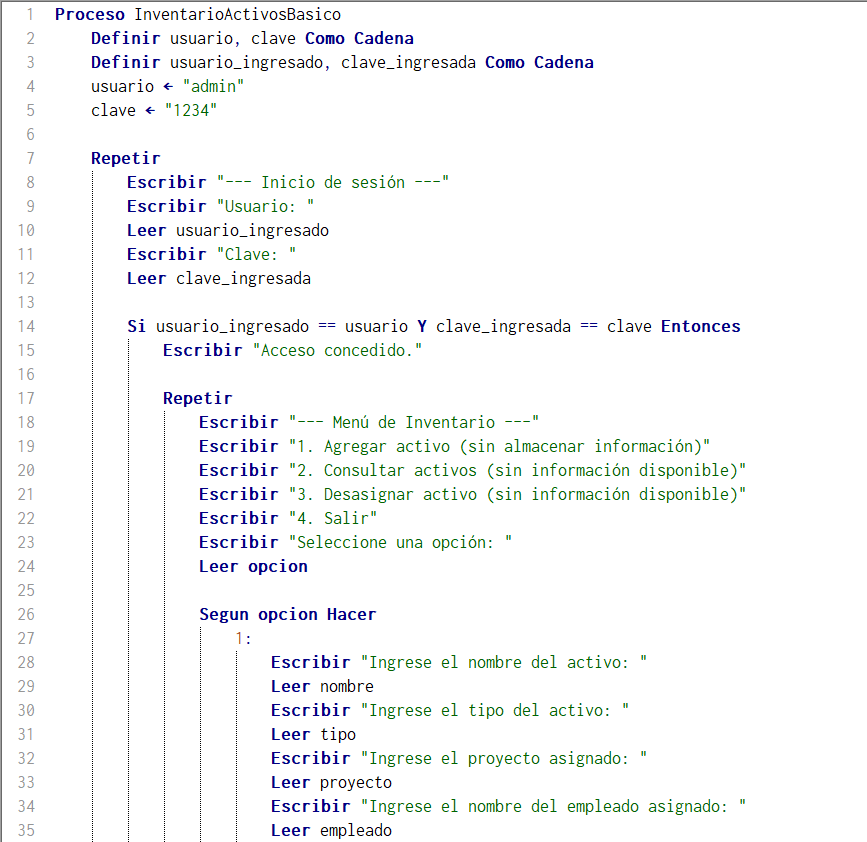 1 Proceso InventarioActivosBasico
2 Definir usuario, clave Como Cadena
3 Definir usuario_ingresado, clave_ingresada Como Cadena
4 usuario ← "admin"
5 clave ← "1234"
6
7 Repetir
8 Escribir "--- Inicio de sesión ---"
9 Escribir "Usuario: "
10 Leer usuario_ingresado
11 Escribir "Clave: "
12 Leer clave_ingresada
13
14 Si usuario_ingresado == usuario Y clave_ingresada == clave Entonces
15 Escribir "Acceso concedido."
16
17 Repetir
18 Escribir "--- Menú de Inventario ---"
19 Escribir "1. Agregar activo (sin almacenar información)"
20 Escribir "2. Consultar activos (sin información disponible)"
21 Escribir "3. Desasignar activo (sin información disponible)"
22 Escribir "4. Salir"
23 Escribir "Seleccione una opción: "
24 Leer opcion
25
26 Segun opcion Hacer
27 1:
28 Escribir "Ingrese el nombre del activo: "
29 Leer nombre
30 Escribir "Ingrese el tipo del activo: "
31 Leer tipo
32 Escribir "Ingrese el proyecto asignado: "
33 Leer proyecto
34 Escribir "Ingrese el nombre del empleado asignado: "
35 Leer empleado